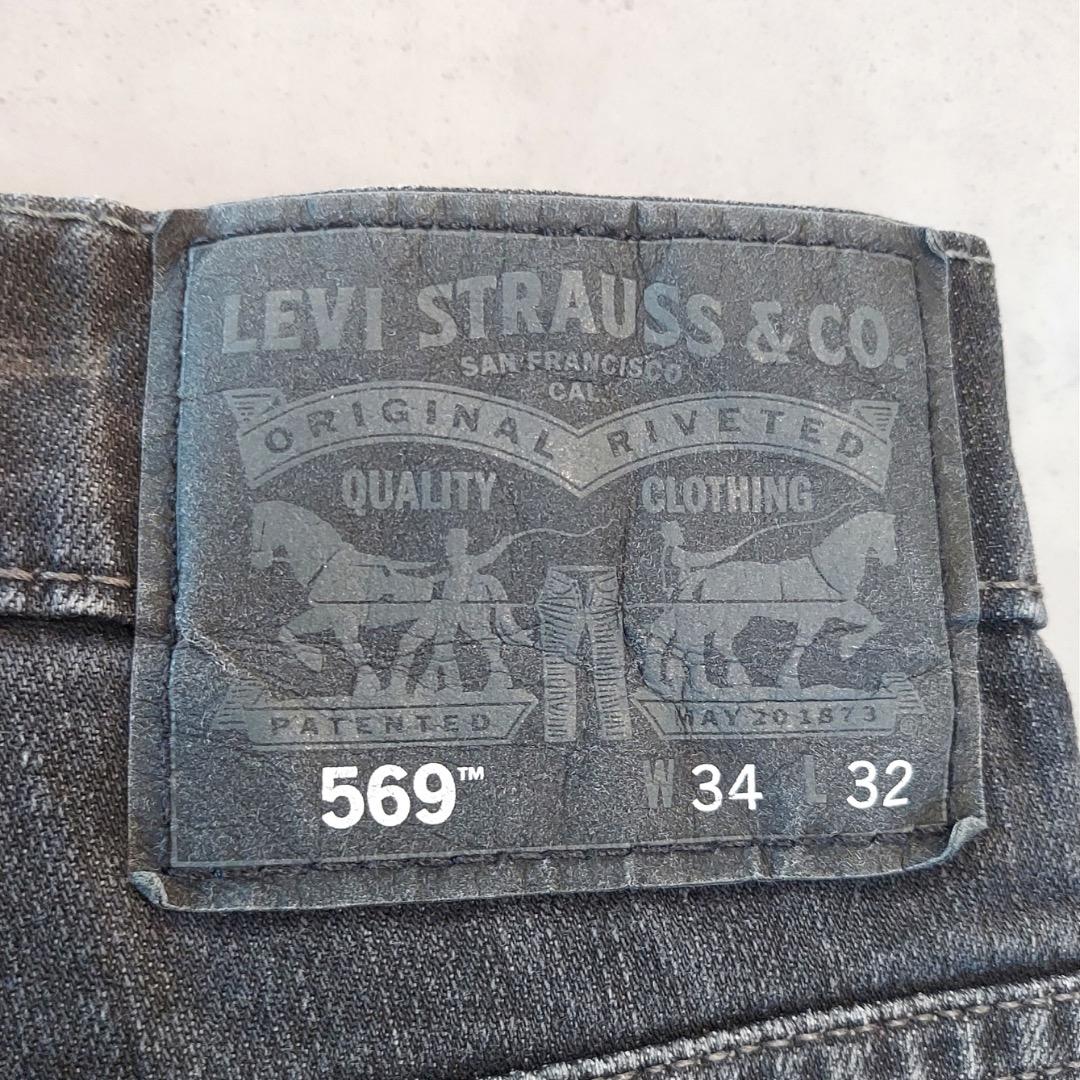 LEVI STRAUSS & CO.
SAN FRANCISCO
CAL.
ORIGINAL RIVETED
QUALITY CLOTHING
PATENTED MAY 20 1873
569™ W 34 L 32